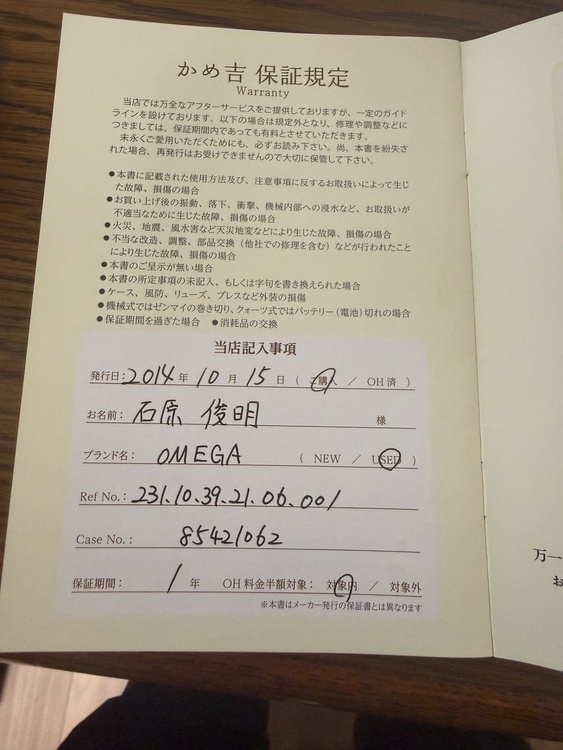 かめ吉 保証規定
Warranty
当店では万全なアフターサービスをご提供しておりますが、一定のガイド
ラインを設けております。以下の場合は規定外となり、修理や調整などに
つきましては、保証期間内であっても有料とさせていただきます。
末永くご愛用いただくためにも、必ずお読み下さい。尚、本書を紛失さ
れた場合、再発行はお受けできませんので大切に保管して下さい。
●本書に記載された使用方法及び、注意事項に反するお取扱いによって生じ
た故障、損傷の場合
●お買い上げ後の振動、落下、衝撃、機械内部への浸水など、お取扱いが
不適当なために生じた故障、損傷の場合
●火災、地震、風水害など天災地変などにより生じた故障、損傷の場合
●不当な改造、調整、部品交換(他社での修理を含む)などが行われたこと
により生じた故障、損傷の場合
●本書のご呈示が無い場合
●本書の所定事項の未記入、もしくは字句を書き換えられた場合
●ケース、風防、リューズ、ブレスなど外装の損傷
●機械式ではゼンマイの巻き切り、クォーツ式ではバッテリー(電池)切れの場合
●保証期間を過ぎた場合 ●消耗品の交換
当店記入事項
発行日:2014年 10月 15日 ( ご購入 / OH済 )
お名前: 石原 俊明 様
ブランド名: OMEGA ( NEW / USED )
Ref No.: 231.10.39.21.06.001
Case No.: 85421062
保証期間: 1年 OH料金半額対象: 対象内 / 対象外
※本書はメーカー発行の保証書とは異なります
万一
お